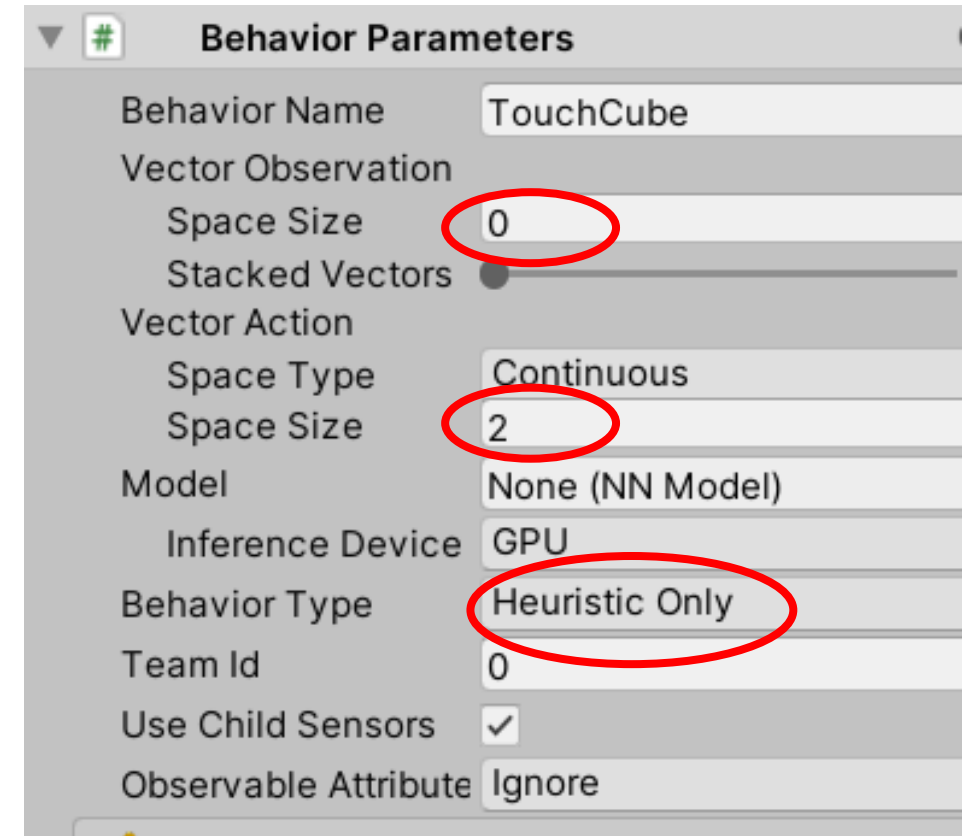 # Behavior Parameters
Behavior Name TouchCube
Vector Observation
Space Size 0
Stacked Vectors
Vector Action
Space Type Continuous
Space Size 2
Model None (NN Model)
Inference Device GPU
Behavior Type Heuristic Only
Team Id 0
Use Child Sensors
Observable Attribute Ignore